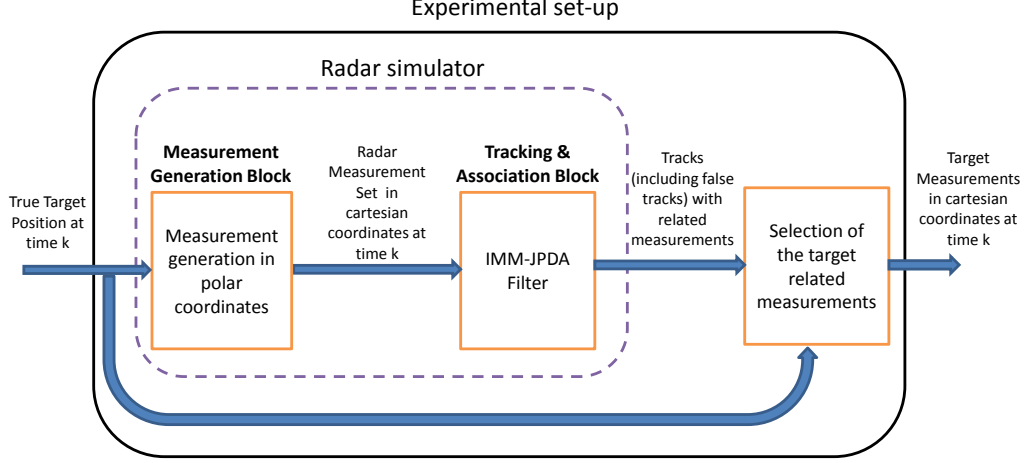 Experimental set-up
Radar simulator
Measurement
Generation Block
Radar
Measurement
Set in
cartesian
coordinates at
time k
Tracking &
Association Block
Tracks
(including false
tracks) with
related
measurements
Target
Measurements
in cartesian
coordinates at
time k
True Target
Position at
time k
Measurement
generation in
polar
coordinates
IMM-JPDA
Filter
Selection of
the target
related
measurements